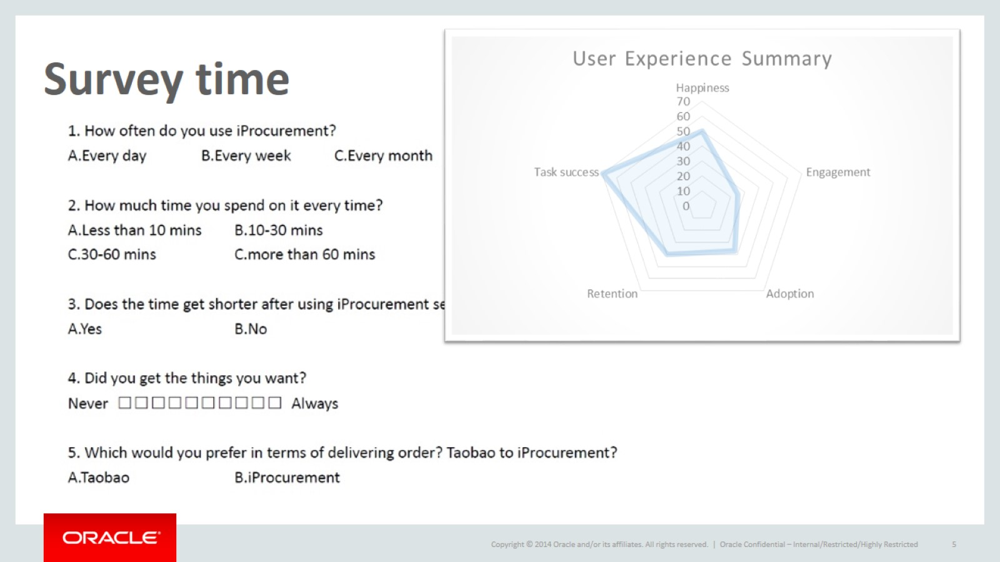 Survey time
1. How often do you use iProcurement?
A.Every day B.Every week C.Every month
2. How much time you spend on it every time?
A.Less than 10 mins B.10-30 mins
C.30-60 mins C.more than 60 mins
3. Does the time get shorter after using iProcurement se
A.Yes B.No
4. Did you get the things you want?
Never □□□□□□□□□□ Always
5. Which would you prefer in terms of delivering order? Taobao to iProcurement?
A.Taobao B.iProcurement
User Experience Summary
Happiness
70
60
50
40
30
20
10
0
Task success
Engagement
Retention
Adoption
ORACLE®
Copyright © 2014 Oracle and/or its affiliates. All rights reserved. | Oracle Confidential – Internal/Restricted/Highly Restricted 5